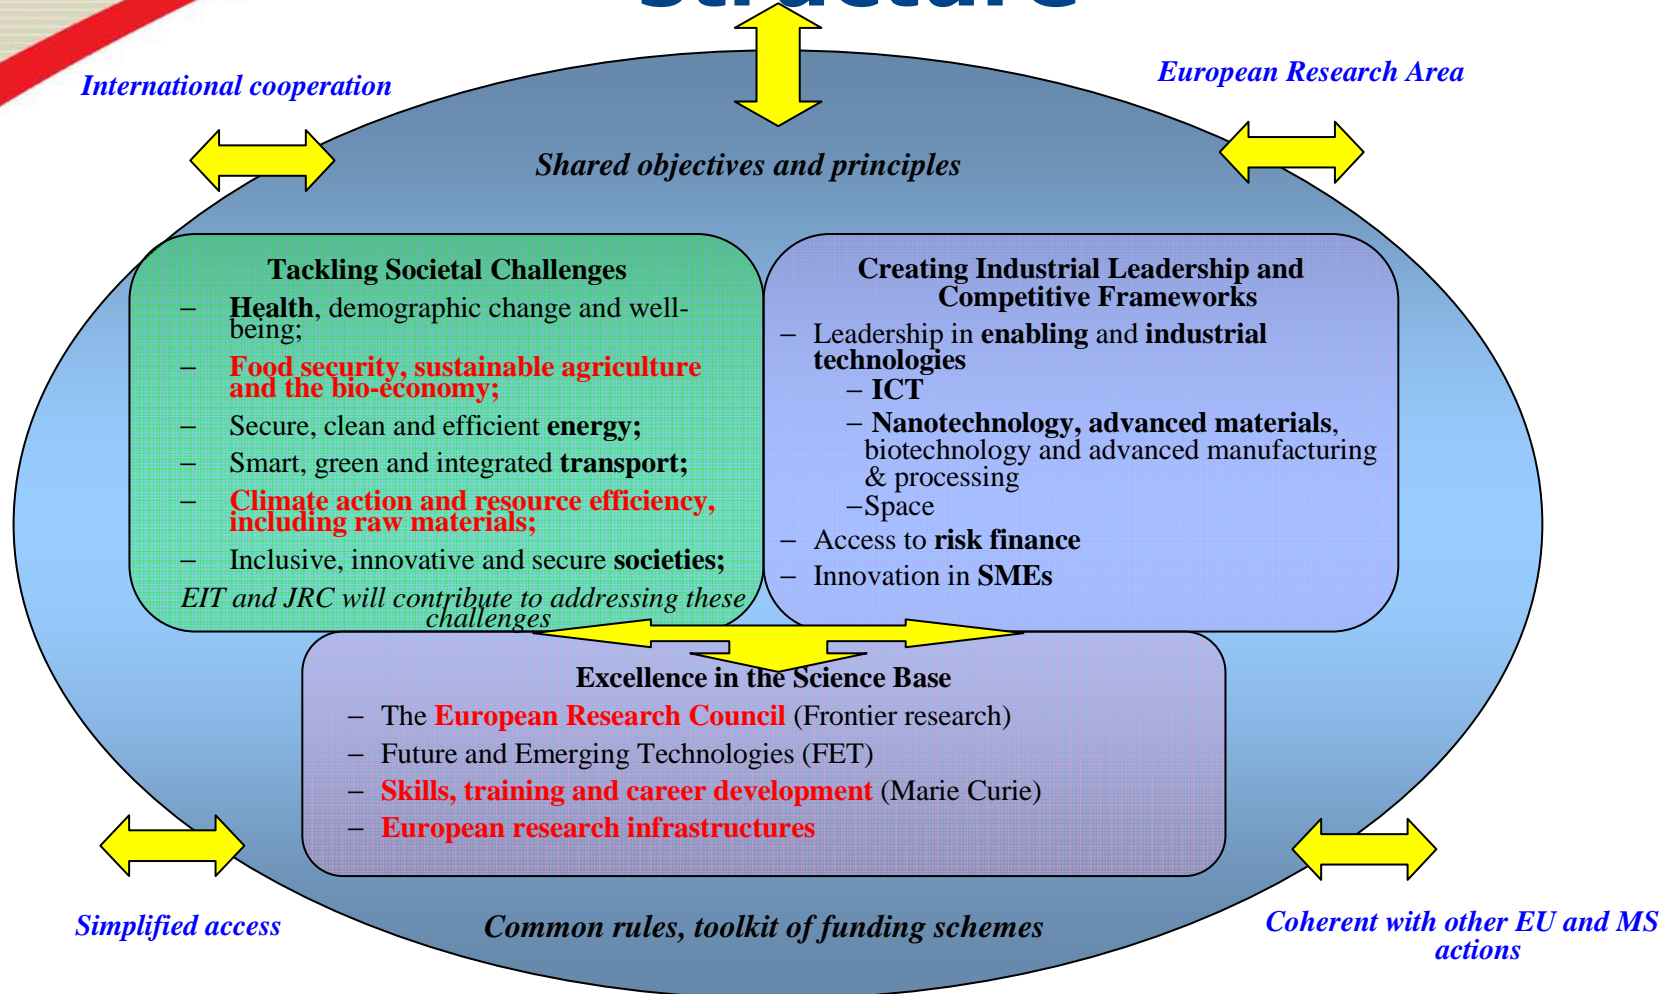 structure
International cooperation
European Research Area
Shared objectives and principles
Tackling Societal Challenges
– Health, demographic change and well-
being;
– Food security, sustainable agriculture
and the bio-economy;
– Secure, clean and efficient energy;
– Smart, green and integrated transport;
– Climate action and resource efficiency,
including raw materials;
– Inclusive, innovative and secure societies;
EIT and JRC will contribute to addressing these
challenges
Creating Industrial Leadership and
Competitive Frameworks
– Leadership in enabling and industrial
technologies
– ICT
– Nanotechnology, advanced materials,
biotechnology and advanced manufacturing
& processing
–Space
– Access to risk finance
– Innovation in SMEs
Excellence in the Science Base
– The European Research Council (Frontier research)
– Future and Emerging Technologies (FET)
– Skills, training and career development (Marie Curie)
– European research infrastructures
Simplified access
Common rules, toolkit of funding schemes
Coherent with other EU and MS
actions